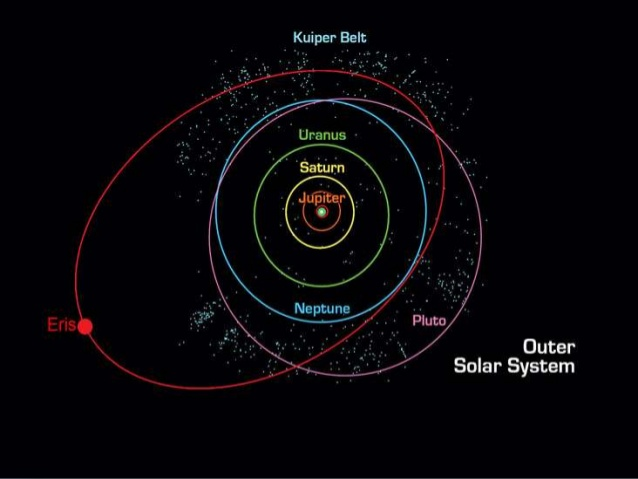 Kuiper Belt
Uranus
Saturn
Jupiter
Neptune
Pluto
Eris
Outer
Solar System